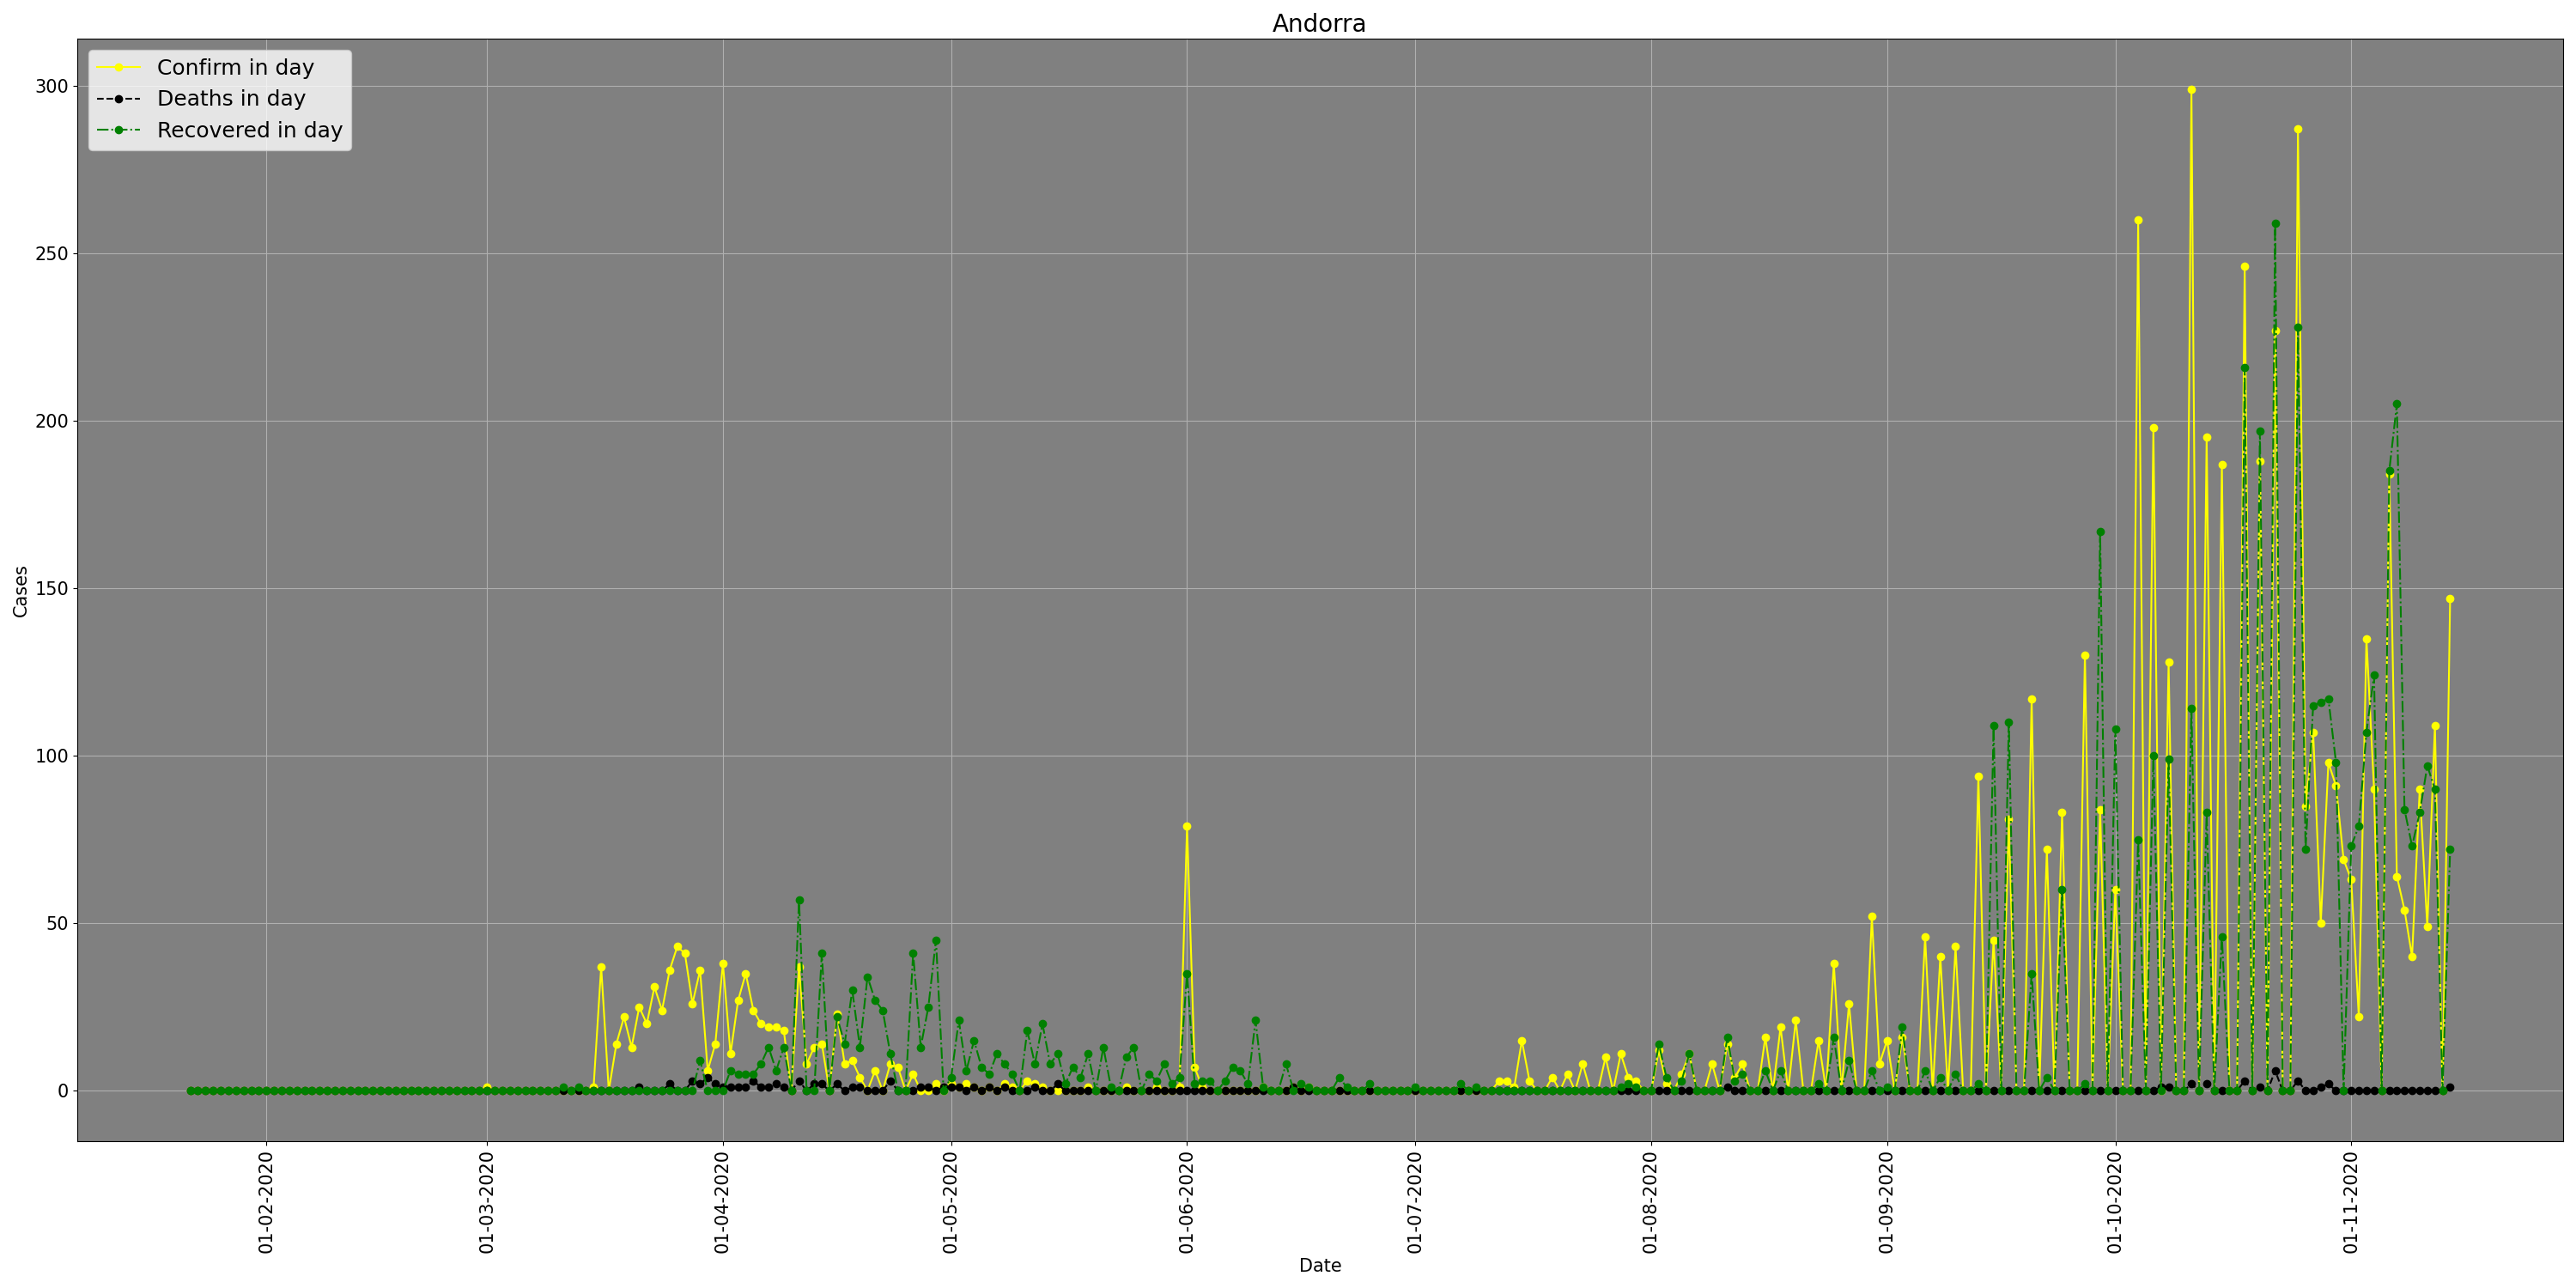 Andorra
Confirm in day
Deaths in day
Recovered in day
300
250
200
150
100
50
0
Cases
01-02-2020
01-03-2020
01-04-2020
01-05-2020
01-06-2020
01-07-2020
01-08-2020
01-09-2020
01-10-2020
01-11-2020
Date